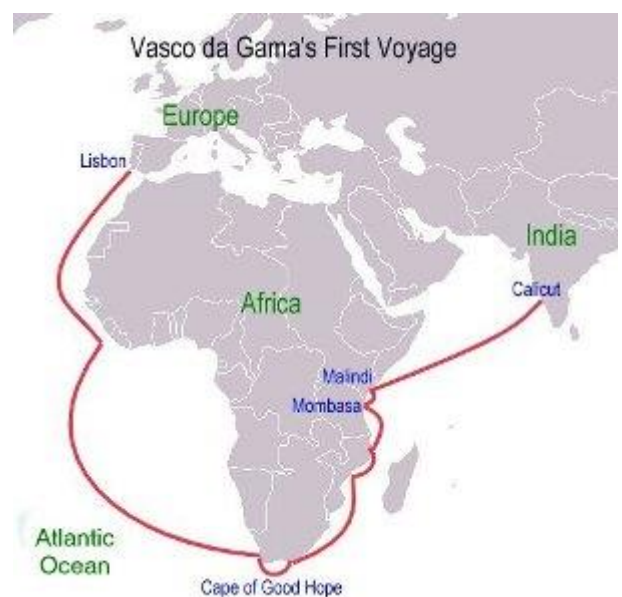 Vasco da Gama's First Voyage
Europe
Lisbon
India
Calicut
Africa
Malindi
Mombasa
Atlantic
Ocean
Cape of Good Hope